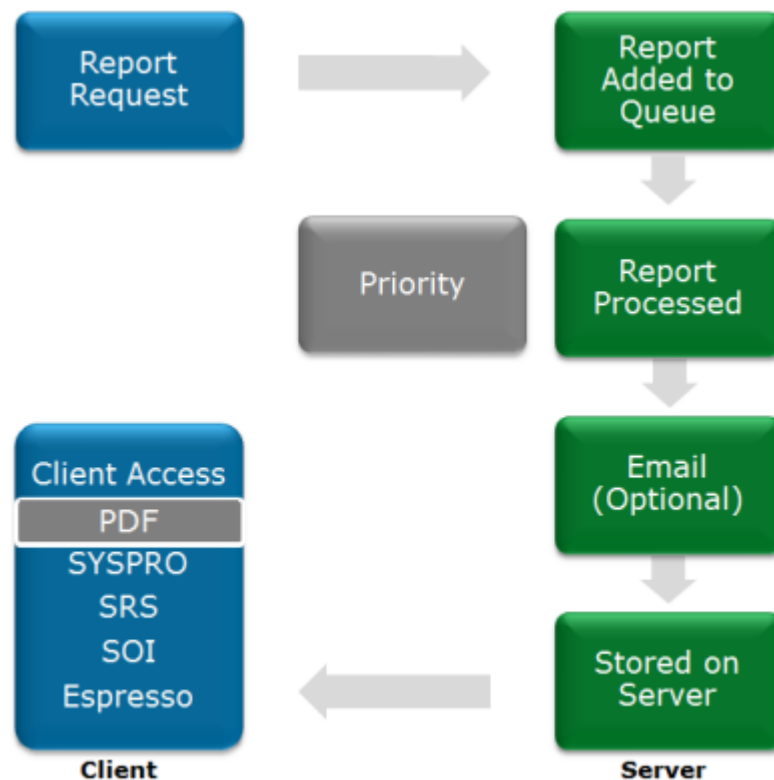 Report
Request
Report
Added to
Queue
Priority
Report
Processed
Client Access
PDF
SYSPRO
SRS
SOI
Espresso
Email
(Optional)
Stored on
Server
Client
Server